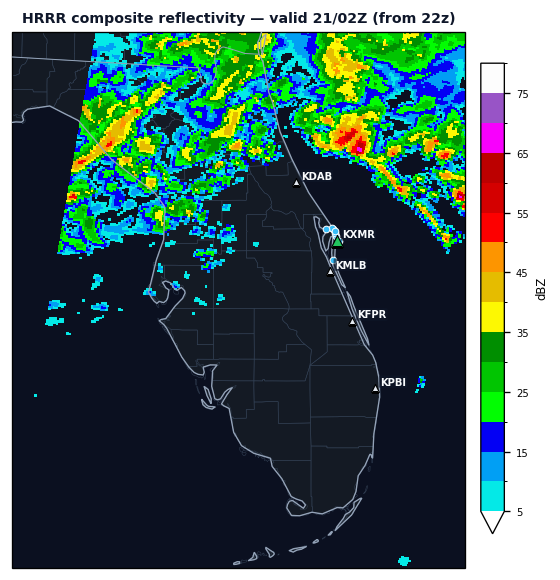 HRRR composite reflectivity — valid 21/02Z (from 22z)
KDAB
KXMR
KMLB
KFPR
KPBI
75
65
55
45
35
25
15
5
dBZ